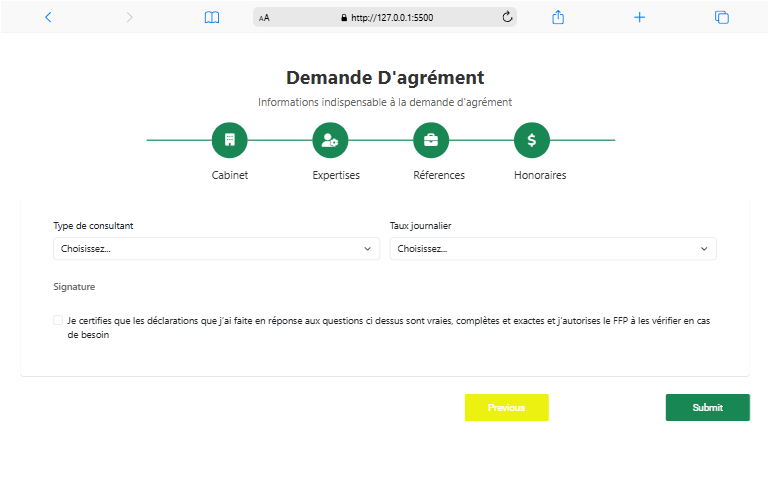 AA http://127.0.0.1:5500
Demande D'agrément
Informations indispensable à la demande d'agrément
Cabinet Expertises Réferences Honoraires
Type de consultant Taux journalier
Choisissez... Choisissez...
Signature
Je certifies que les déclarations que j'ai faite en réponse aux questions ci dessus sont vraies, complètes et exactes et j'autorises le FFP à les vérifier en cas
de besoin
Previous Submit